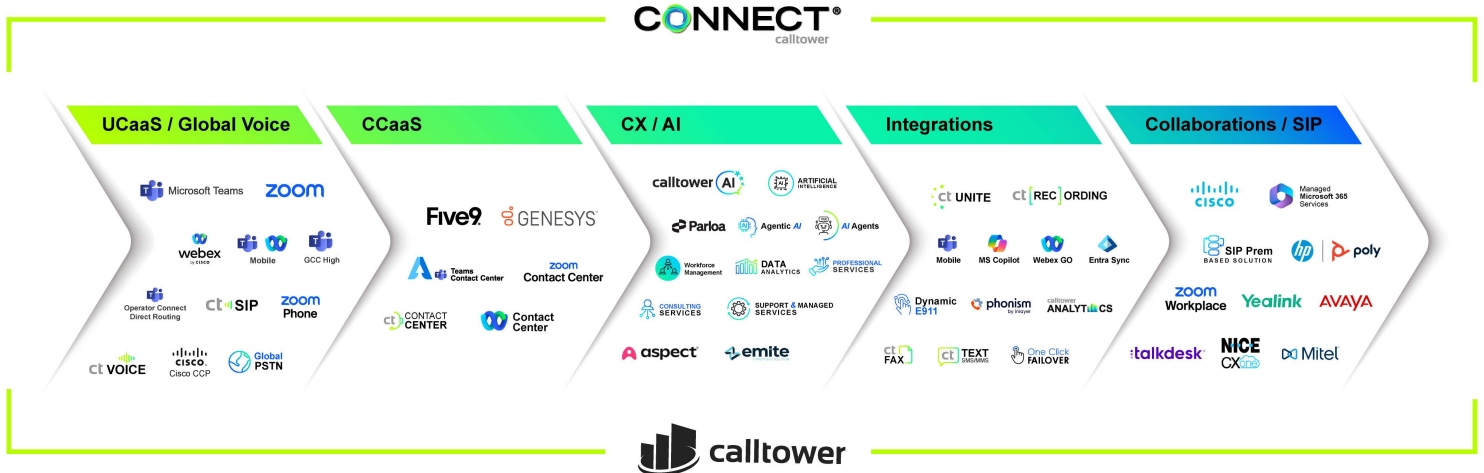 CONNECT®
calltower
UCaaS / Global Voice
Microsoft Teams
zoom
webex
by CISCO
Mobile
GCC High
Operator Connect
Direct Routing
ct SIP
zoom
Phone
ct VOICE
CISCO
Cisco CCP
Global
PSTN
CCaaS
Five9
GENESYS
Teams
Contact Center
zoom
Contact Center
ct CONTACT
CENTER
Contact
Center
CX / AI
calltower AI
AI
ARTIFICIAL
INTELLIGENCE
Parloa
AI
Agentic AI
AI Agents
Workforce
Management
DATA
ANALYTICS
PROFESSIONAL
SERVICES
CONSULTING
SERVICES
SUPPORT & MANAGED
SERVICES
aspect
emite
Integrations
ct UNITE
ct [REC] ORDING
Mobile
MS Copilot
Webex GO
Entra Sync
Dynamic
E911
phonism
by inlayer
calltower
ANALYTICS
ct
FAX
ct TEXT
SMS/MMS
One Click
FAILOVER
Collaborations / SIP
CISCO
Managed
Microsoft 365
Services
SIP Prem
BASED SOLUTION
hp
poly
zoom
Workplace
Yealink
AVAYA
:talkdesk
NICE
CXone
Mitel
calltower